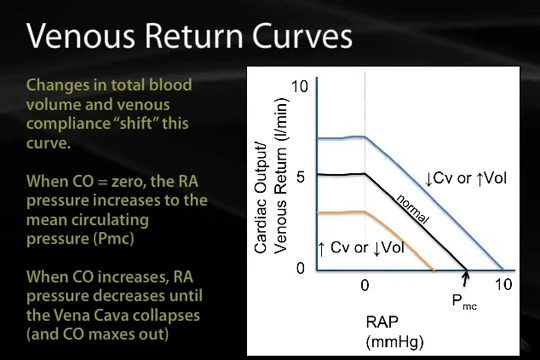 Venous Return Curves
Changes in total blood
volume and venous
compliance “shift” this
curve.
When CO = zero, the RA
pressure increases to the
mean circulating
pressure (Pmc)
When CO increases, RA
pressure decreases until
the Vena Cava collapses
(and CO maxes out)
Cardiac Output/
Venous Return (l/min)
10
5
0
↓Cv or ↑Vol
normal
↑ Cv or ↓Vol
0
10
Pmc
RAP
(mmHg)